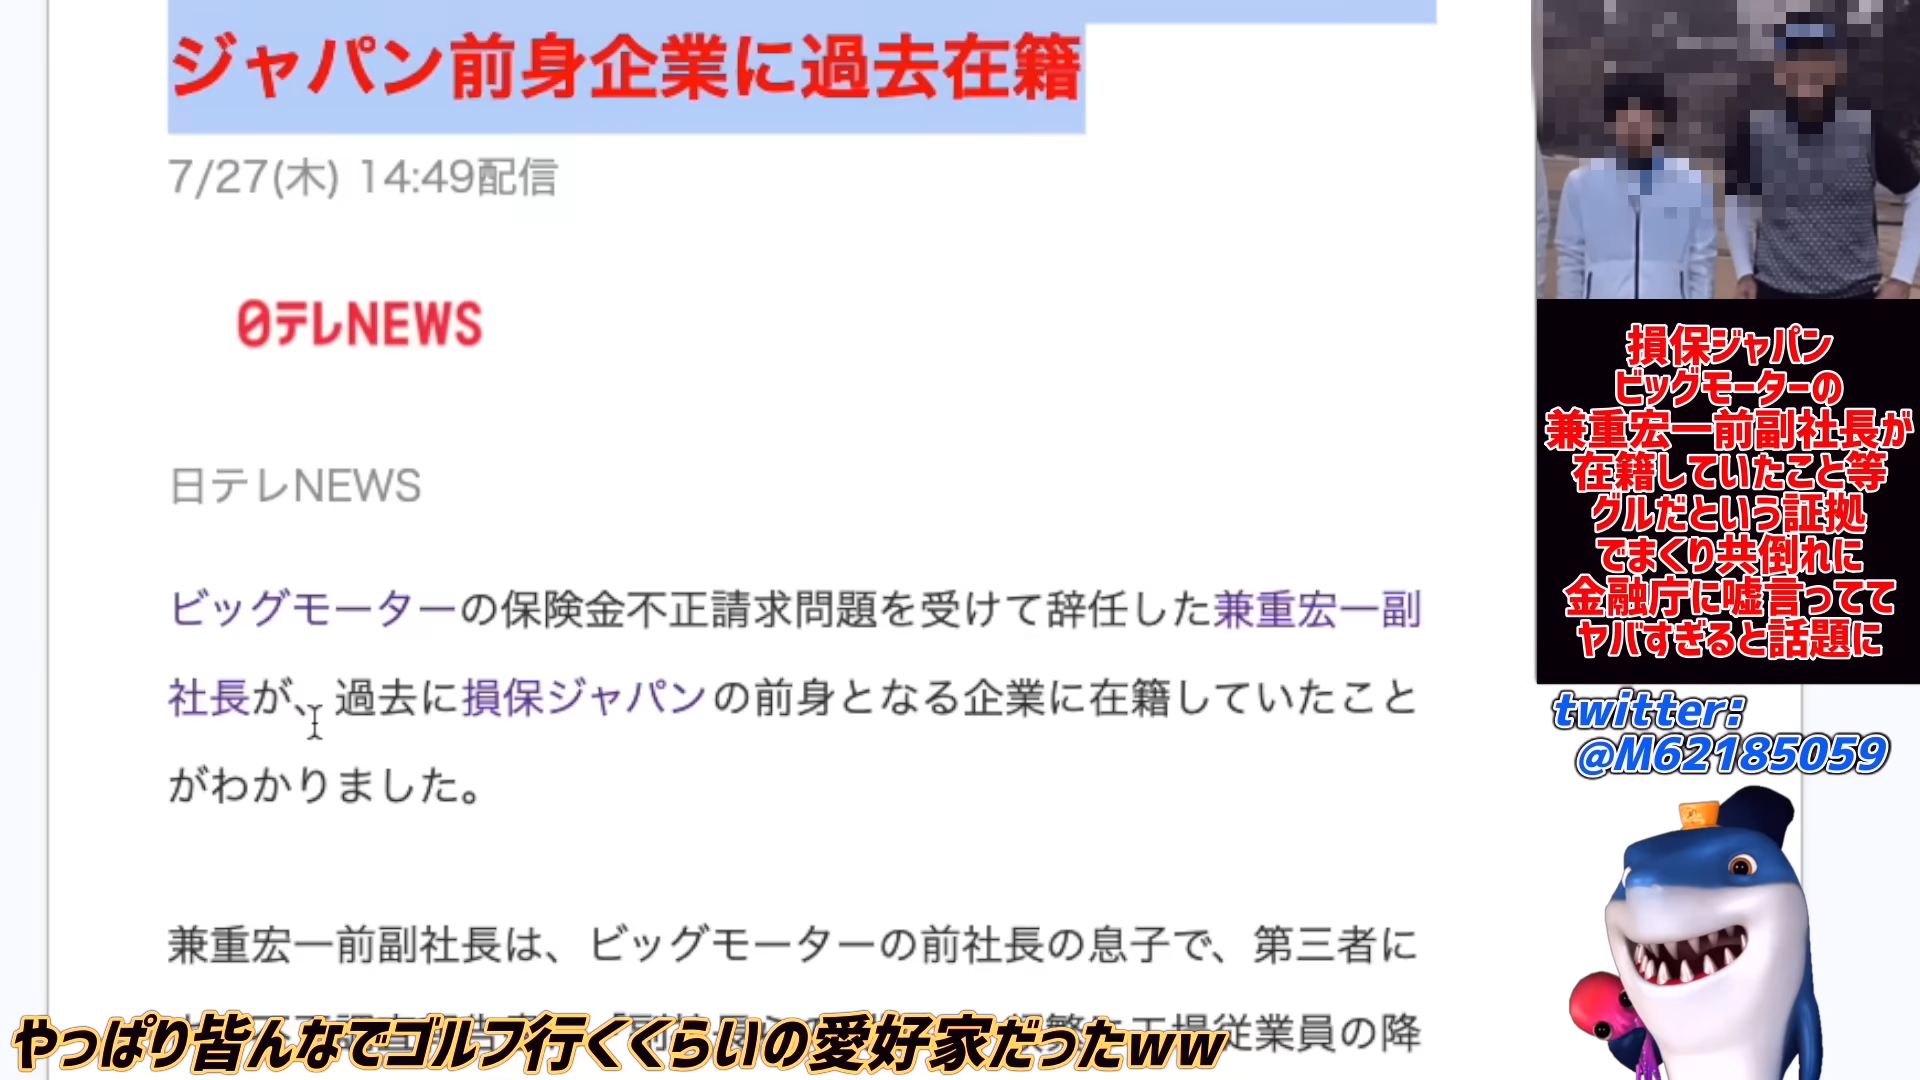 ジャパン前身企業に過去在籍
7/27(木) 14:49配信
日テレNEWS
日テレNEWS
ビッグモーターの保険金不正請求問題を受けて辞任した兼重宏一副
社長が、過去に損保ジャパンの前身となる企業に在籍していたこと
がわかりました。
兼重宏一前副社長は、ビッグモーターの前社長の息子で、第三者に
工場従業員の降
やっぱり皆んなでゴルフ行くくらいの愛好家だったww
損保ジャパン
ビッグモーターの
兼重宏一前副社長が
在籍していたこと等
グルだという証拠
でまくり共倒れに
金融庁に嘘言ってて
ヤバすぎると話題に
twitter:
@M62185059